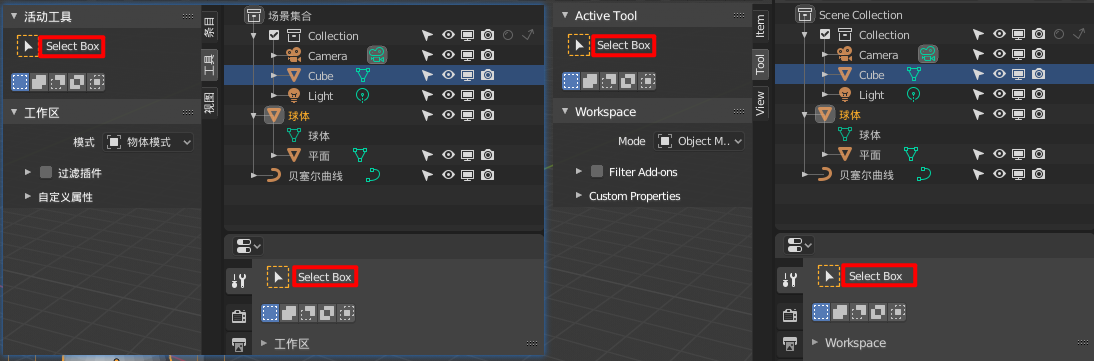 活动工具
Select Box
工作区
模式 物体模式
过滤插件
自定义属性
条目
工具
视图
场景集合
Collection
Camera
Cube
Light
球体
球体
平面
贝塞尔曲线
Select Box
工作区
Active Tool
Select Box
Workspace
Mode Object M..
Filter Add-ons
Custom Properties
Item
Tool
View
Scene Collection
Collection
Camera
Cube
Light
球体
球体
平面
贝塞尔曲线
Select Box
Workspace